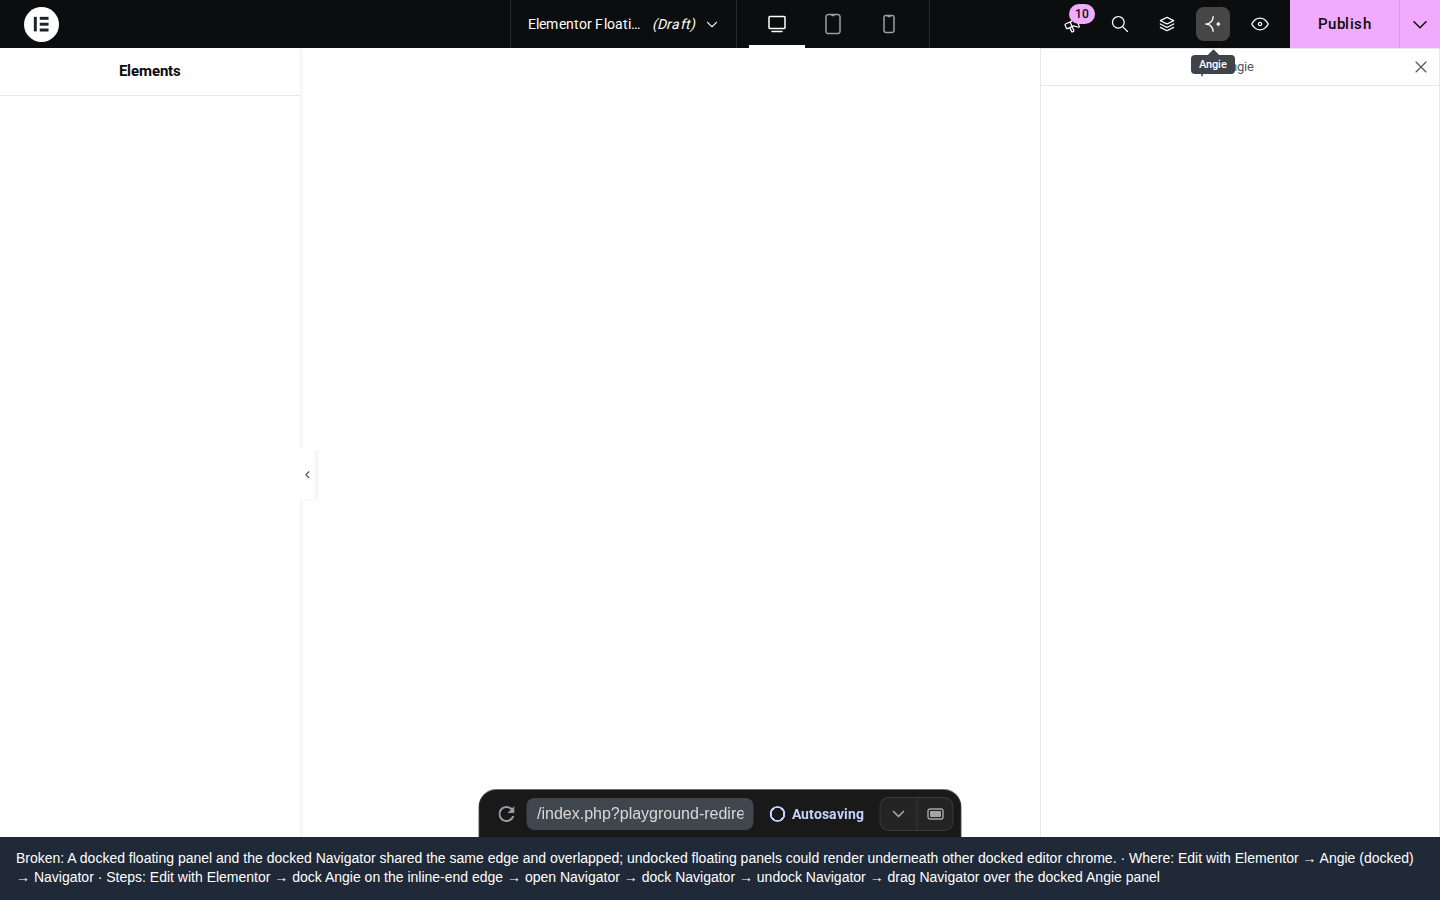 Elementor Floati... (Draft)
10
Publish
Elements
Angie
/index.php?playground-redire
Autosaving
Broken: A docked floating panel and the docked Navigator shared the same edge and overlapped; undocked floating panels could render underneath other docked editor chrome. · Where: Edit with Elementor → Angie (docked)
→ Navigator · Steps: Edit with Elementor → dock Angie on the inline-end edge → open Navigator → dock Navigator → undock Navigator → drag Navigator over the docked Angie panel